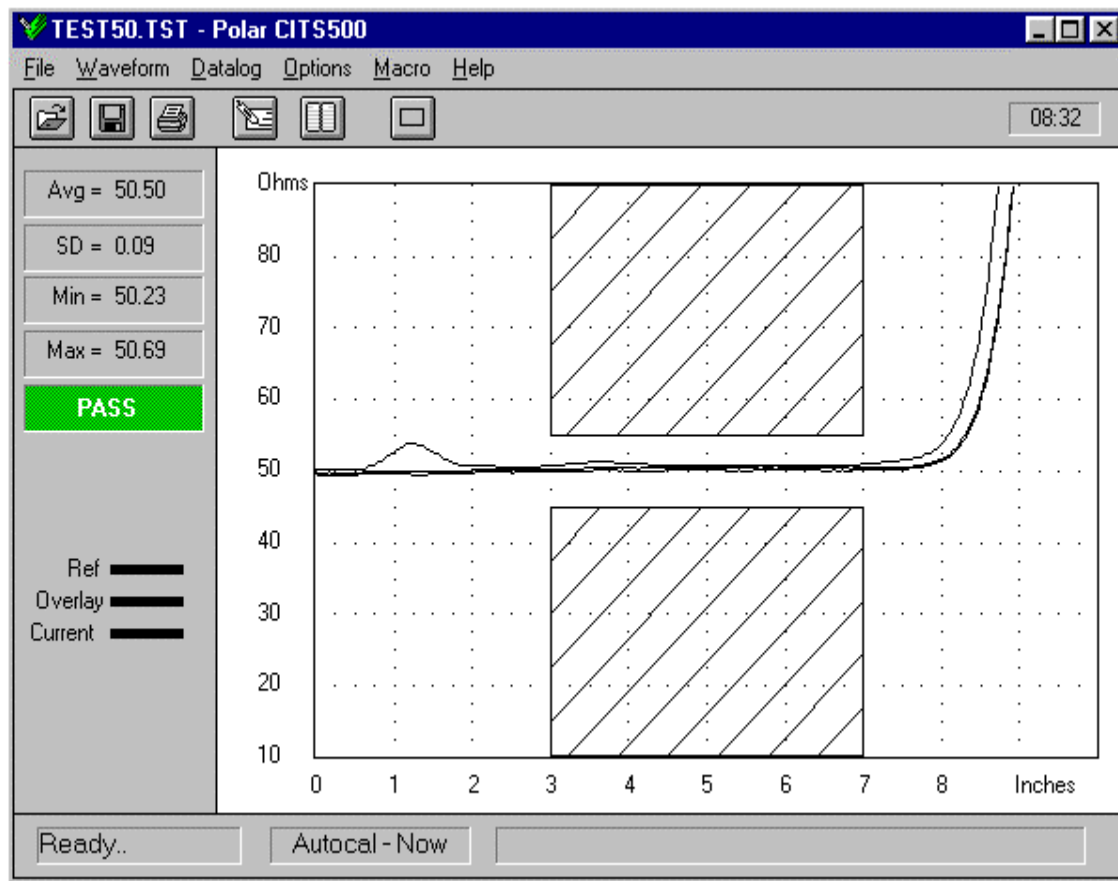 TEST50.TST - Polar CITS500
File Waveform Datalog Options Macro Help
08:32
Avg = 50.50
SD = 0.09
Min = 50.23
Max = 50.69
PASS
Ref
Overlay
Current
Ohms
80
70
60
50
40
30
20
10
0 1 2 3 4 5 6 7 8 Inches
Ready..
Autocal - Now